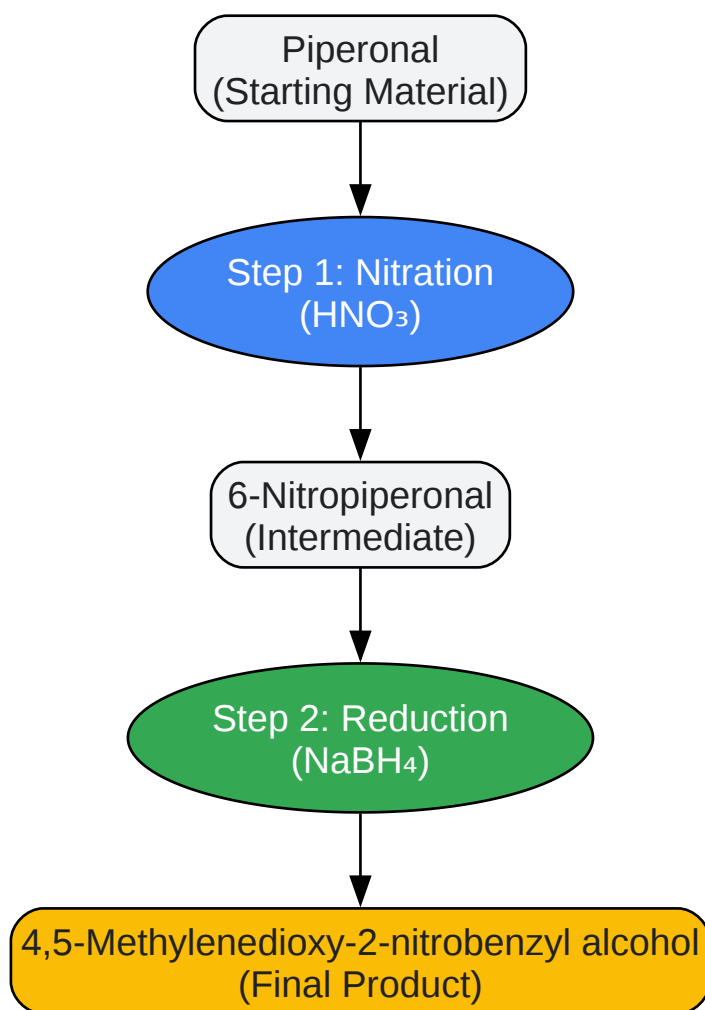 Piperonal
(Starting Material)
Step 1: Nitration
(HNO₃)
6-Nitropiperonal
(Intermediate)
Step 2: Reduction
(NaBH₄)
4,5-Methylenedioxy-2-nitrobenzyl alcohol
(Final Product)